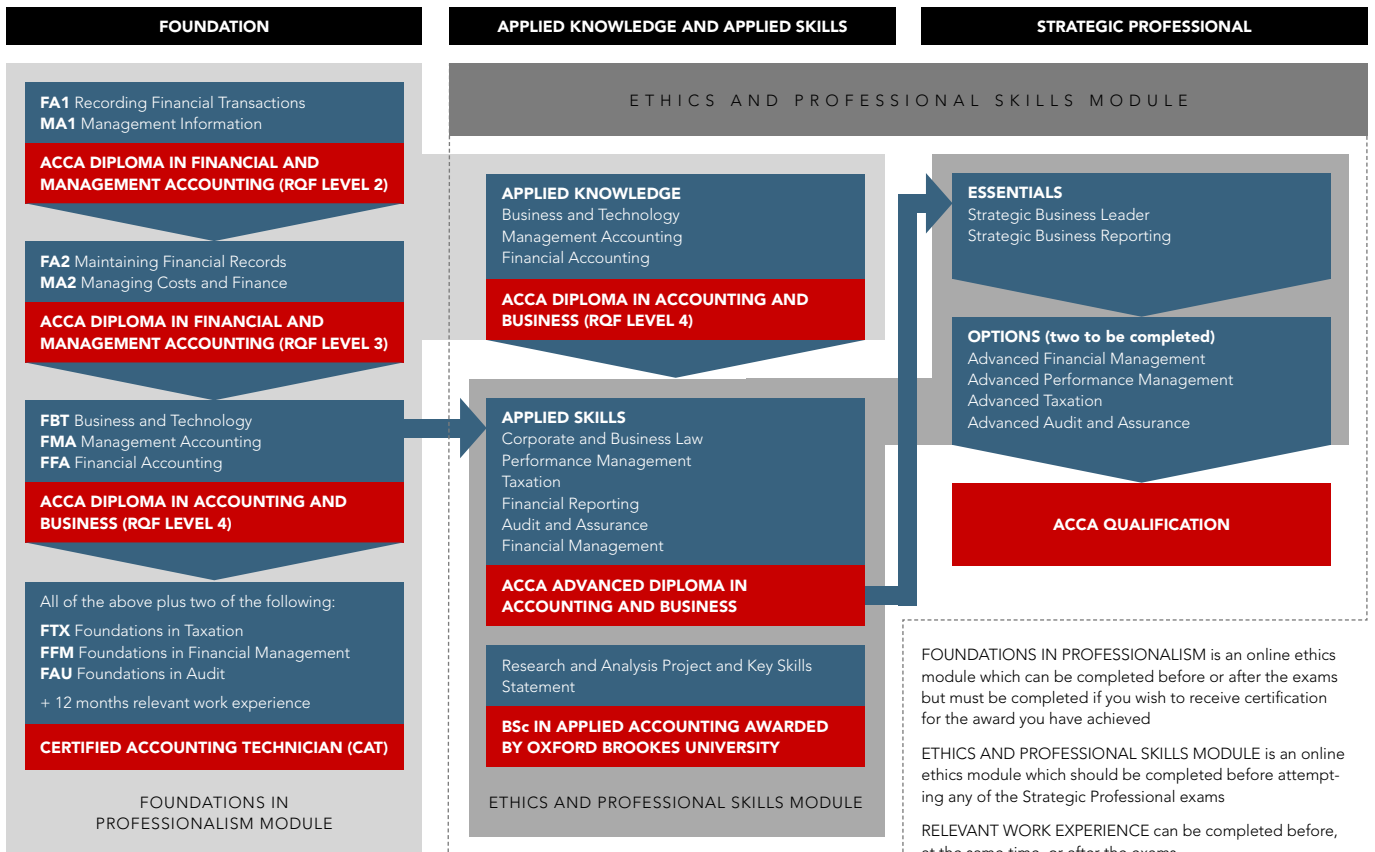 FOUNDATION
FA1 Recording Financial Transactions
MA1 Management Information
ACCA DIPLOMA IN FINANCIAL AND
MANAGEMENT ACCOUNTING (RQF LEVEL 2)
FA2 Maintaining Financial Records
MA2 Managing Costs and Finance
ACCA DIPLOMA IN FINANCIAL AND
MANAGEMENT ACCOUNTING (RQF LEVEL 3)
FBT Business and Technology
FMA Management Accounting
FFA Financial Accounting
ACCA DIPLOMA IN ACCOUNTING AND
BUSINESS (RQF LEVEL 4)
All of the above plus two of the following:
FTX Foundations in Taxation
FFM Foundations in Financial Management
FAU Foundations in Audit
+ 12 months relevant work experience
CERTIFIED ACCOUNTING TECHNICIAN (CAT)
FOUNDATIONS IN
PROFESSIONALISM MODULE
APPLIED KNOWLEDGE AND APPLIED SKILLS
STRATEGIC PROFESSIONAL
ETHICS AND PROFESSIONAL SKILLS MODULE
APPLIED KNOWLEDGE
Business and Technology
Management Accounting
Financial Accounting
ACCA DIPLOMA IN ACCOUNTING AND
BUSINESS (RQF LEVEL 4)
APPLIED SKILLS
Corporate and Business Law
Performance Management
Taxation
Financial Reporting
Audit and Assurance
Financial Management
ACCA ADVANCED DIPLOMA IN
ACCOUNTING AND BUSINESS
Research and Analysis Project and Key Skills
Statement
BSc IN APPLIED ACCOUNTING AWARDED
BY OXFORD BROOKES UNIVERSITY
ETHICS AND PROFESSIONAL SKILLS MODULE
ESSENTIALS
Strategic Business Leader
Strategic Business Reporting
OPTIONS (two to be completed)
Advanced Financial Management
Advanced Performance Management
Advanced Taxation
Advanced Audit and Assurance
ACCA QUALIFICATION
FOUNDATIONS IN PROFESSIONALISM is an online ethics
module which can be completed before or after the exams
but must be completed if you wish to receive certification
for the award you have achieved
ETHICS AND PROFESSIONAL SKILLS MODULE is an online
ethics module which should be completed before attempt-
ing any of the Strategic Professional exams
RELEVANT WORK EXPERIENCE can be completed before,
at the same time, or after the exams